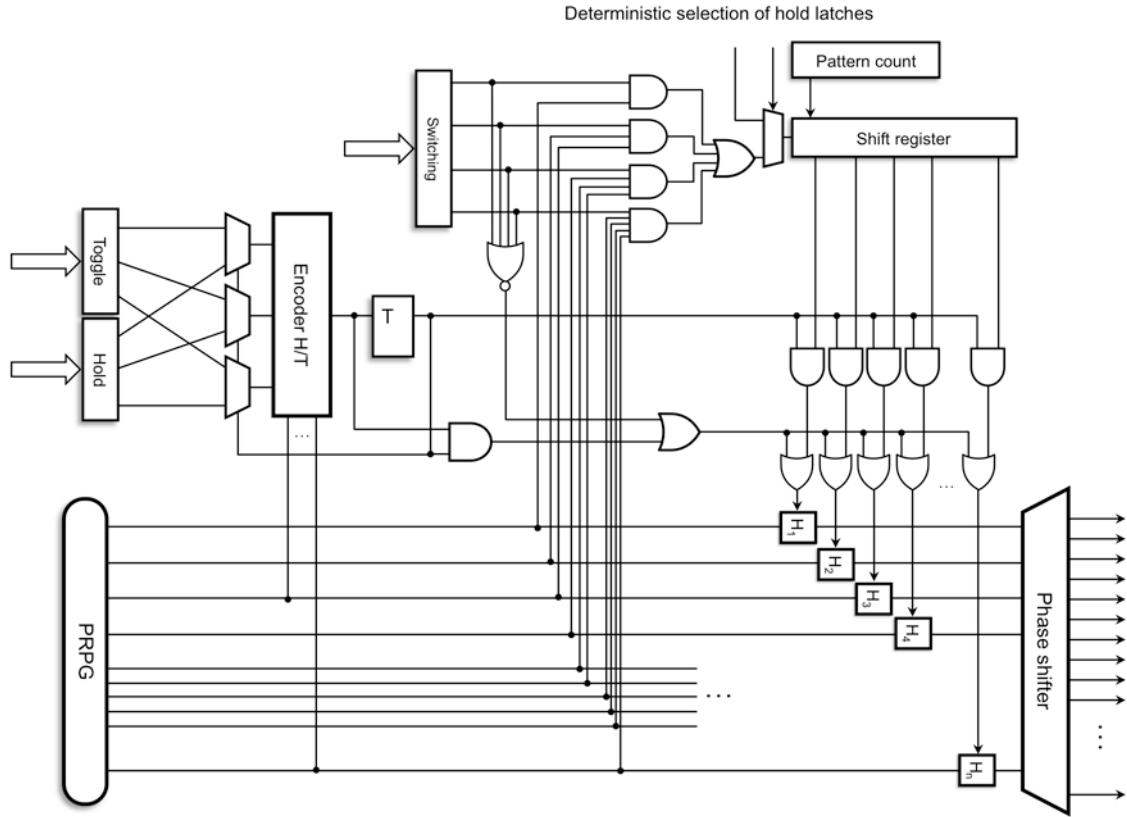 Deterministic selection of hold latches
Pattern count
Switching
Shift register
Toggle
Hold
Encoder H/T
T
...
...
H1
H2
H3
H4
Hn
PRPG
...
Phase shifter
...